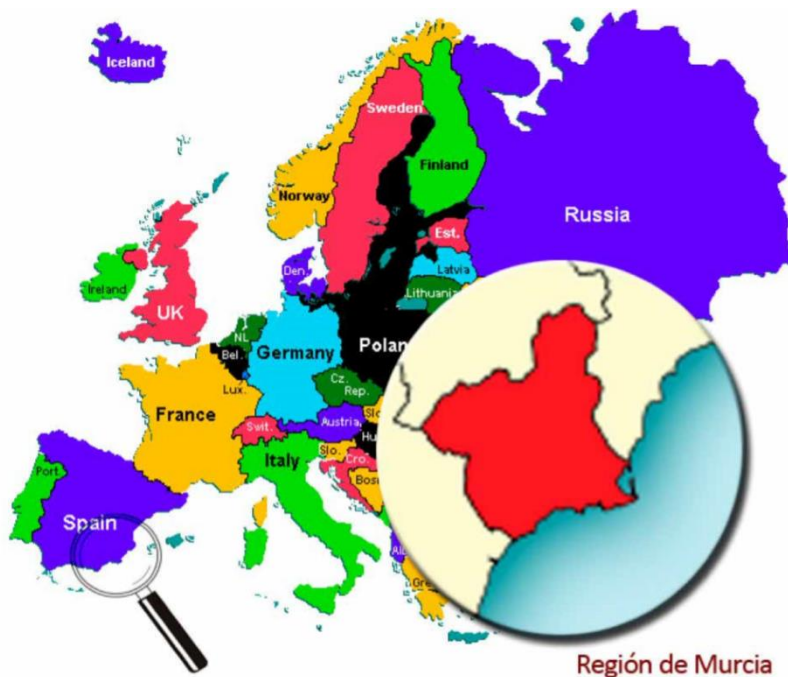 Iceland
Sweden
Finland
Norway
Russia
Est.
Den.
Latvia
Ireland
Lithuania
UK
NL
Bel.
Germany
Cz.
Rep.
Lux.
France
Swit.
Austria
Slo.
Italy
Cro.
Port.
Spain
Región de Murcia